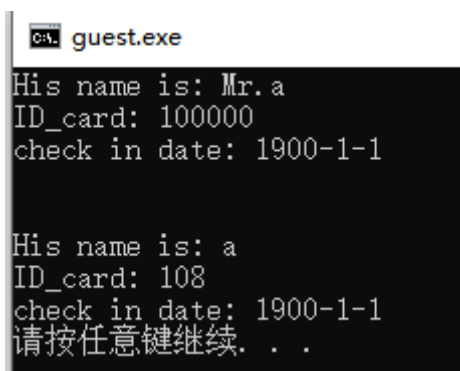 guest.exe
His name is: Mr.a
ID_card: 100000
check in date: 1900-1-1
His name is: a
ID_card: 108
check in date: 1900-1-1
请按任意键继续. . .